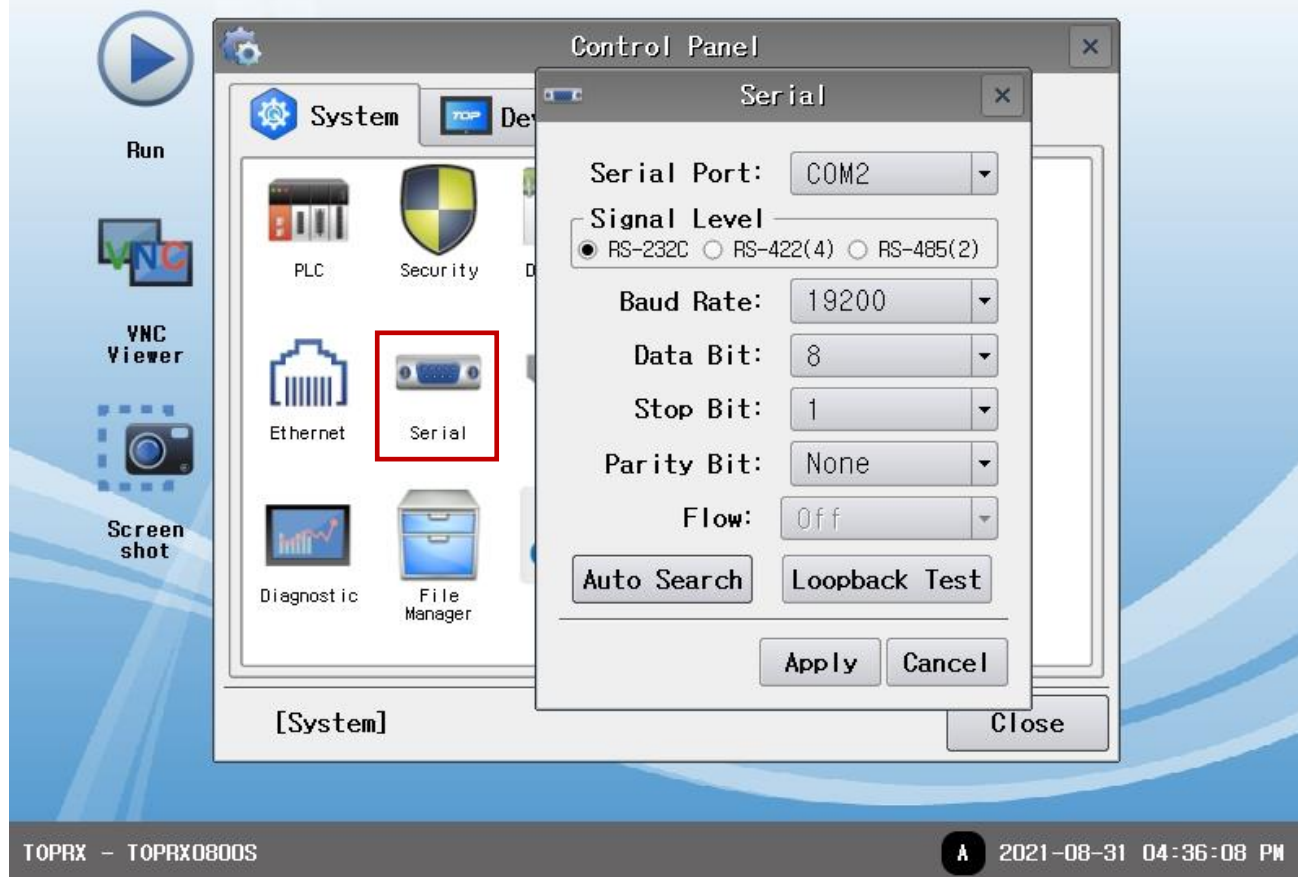 Control Panel
Serial
System
TOP
Run
Serial Port: COM2
Signal Level
RS-232C RS-422(4) RS-485(2)
PLC
Security
VNC
Baud Rate: 19200
VNC
Viewer
Data Bit: 8
Stop Bit: 1
Ethernet
Serial
Parity Bit: None
Flow: Off
Screen
shot
Auto Search
Loopback Test
Diagnostic
File
Manager
Apply
Cancel
[System]
Close
TOPRX - TOPRX0800S
A
2021-08-31 04:36:08 PM